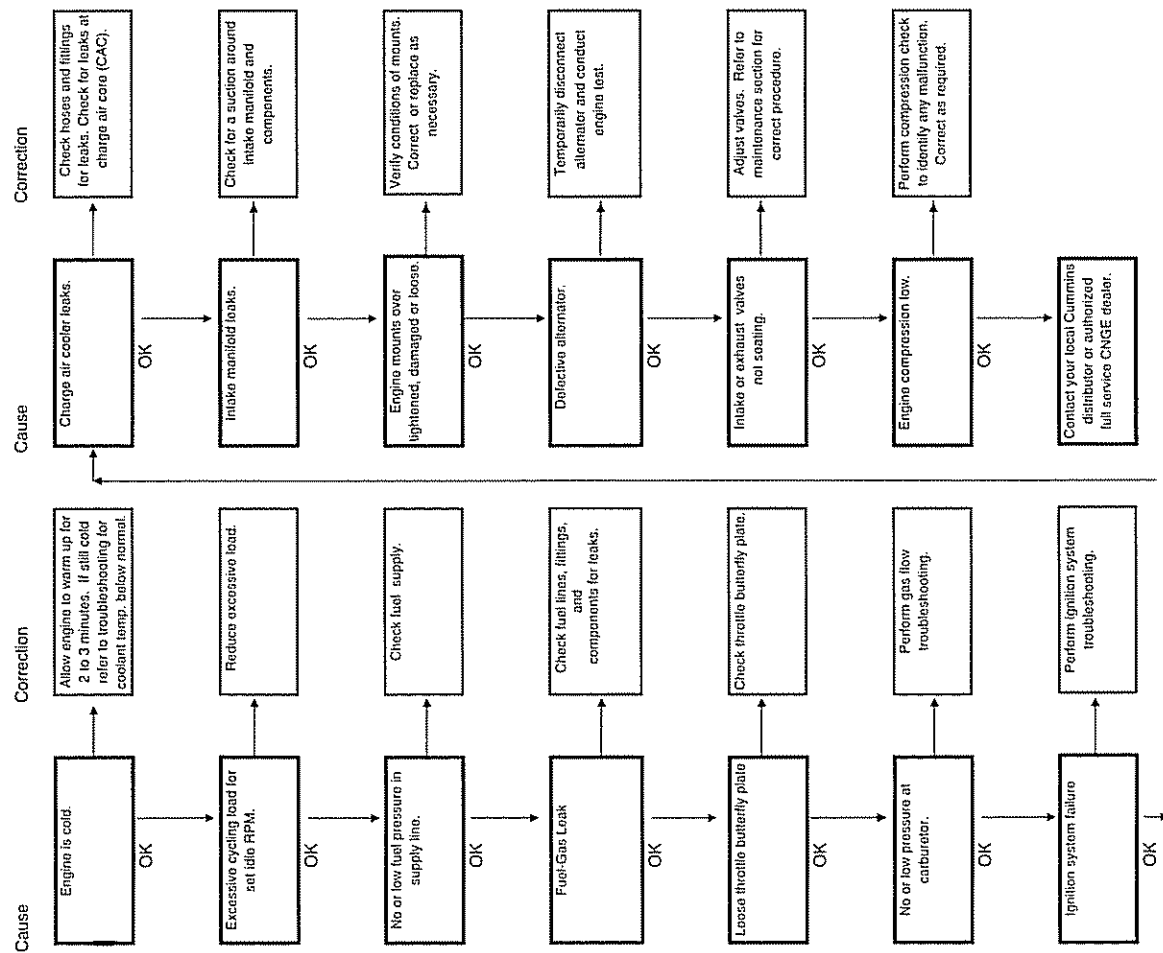 Cause
Correction
Engine is cold.
OK
Allow engine to warm up for
2 to 3 minutes. If still cold
refer to troubleshooting for
coolant temp. below normal.
Excessive cycling load for
set idle RPM.
OK
Reduce excessive load.
No or low fuel pressure in
supply line.
OK
Check fuel supply.
Fuel-Gas Leak
OK
Check fuel lines, fittings,
and
components for leaks.
Loose throttle butterfly plate
OK
Check throttle butterfly plate.
No or low pressure at
carburetor.
OK
Perform gas flow
troubleshooting.
Ignition system failure
OK
Perform ignition system
troubleshooting.
Cause
Correction
Charge air cooler leaks.
OK
Check hoses and fittings
for leaks. Check for leaks at
charge air core (CAC).
Intake manifold leaks.
OK
Check for a suction around
intake manifold and
components.
Engine mounts over
tightened, damaged or loose.
OK
Verify conditions of mounts.
Correct or replace as
necessary.
Defective alternator.
OK
Temporarily disconnect
alternator and conduct
engine test.
Intake or exhaust valves
not seating.
OK
Adjust valves. Refer to
maintenance section for
correct procedure.
Engine compression low.
OK
Perform compression check
to identify any malfunction.
Correct as required.
Contact your local Cummins
distributor or authorized
full service CNGE dealer.